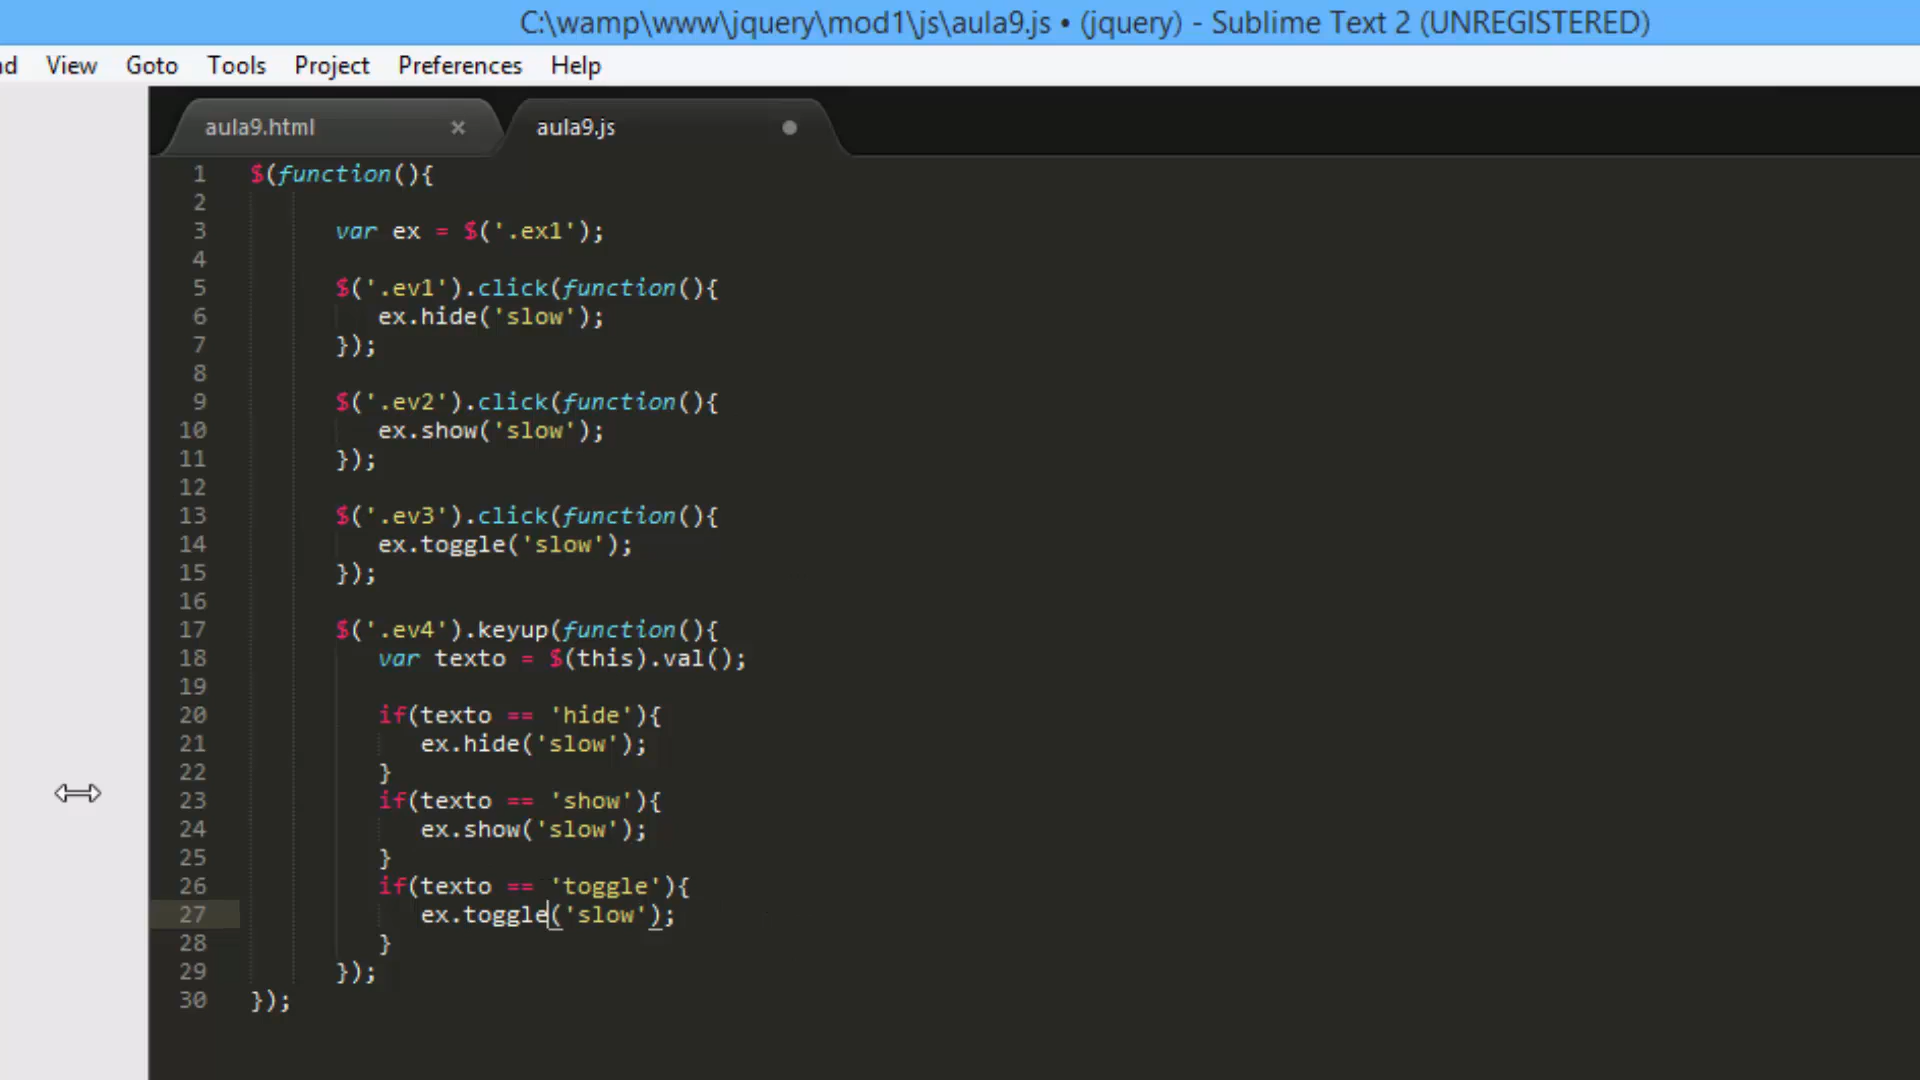 C:\wamp\www\jquery\mod1\js\aula9.js • (jquery) - Sublime Text 2 (UNREGISTERED)
nd View Goto Tools Project Preferences Help
aula9.html × aula9.js
1 $(function(){
2
3 var ex = $('.ex1');
4
5 $('.ev1').click(function(){
6 ex.hide('slow');
7 });
8
9 $('.ev2').click(function(){
10 ex.show('slow');
11 });
12
13 $('.ev3').click(function(){
14 ex.toggle('slow');
15 });
16
17 $('.ev4').keyup(function(){
18 var texto = $(this).val();
19
20 if(texto == 'hide'){
21 ex.hide('slow');
22 }
23 if(texto == 'show'){
24 ex.show('slow');
25 }
26 if(texto == 'toggle'){
27 ex.toggle('slow');
28 }
29 });
30 });